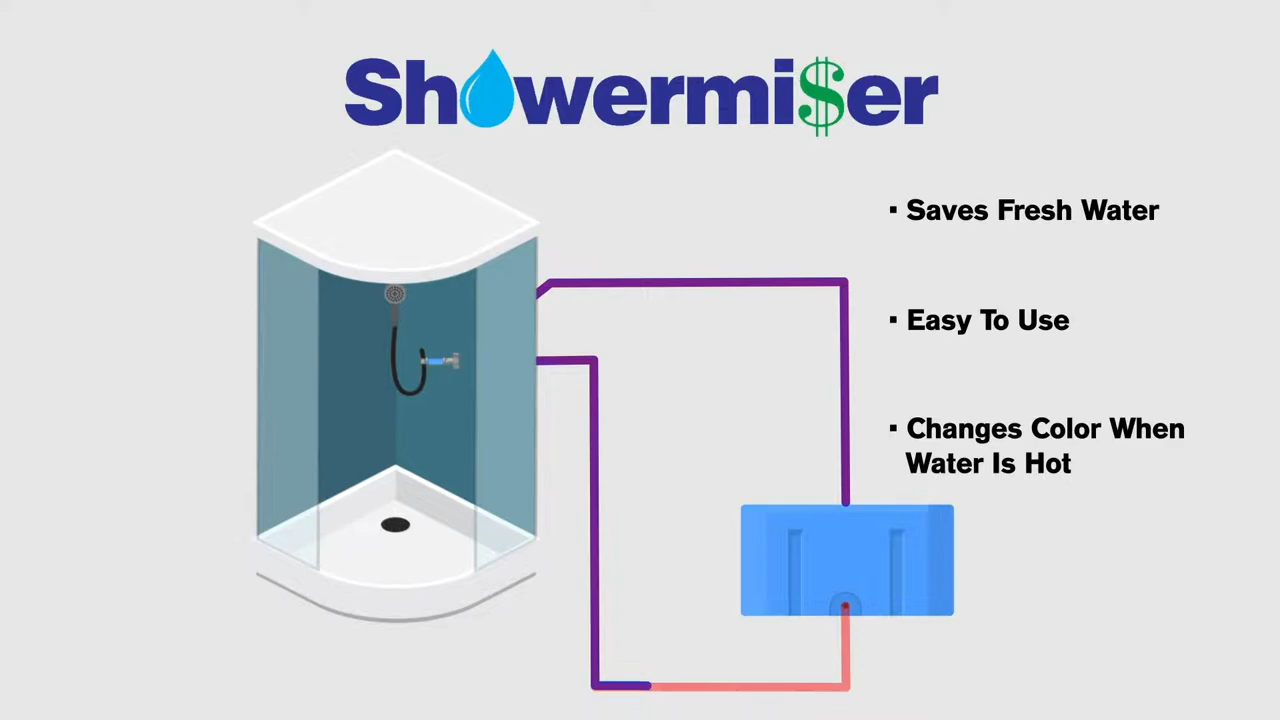 Showermi$er
▪ Saves Fresh Water
▪ Easy To Use
▪ Changes Color When
Water Is Hot